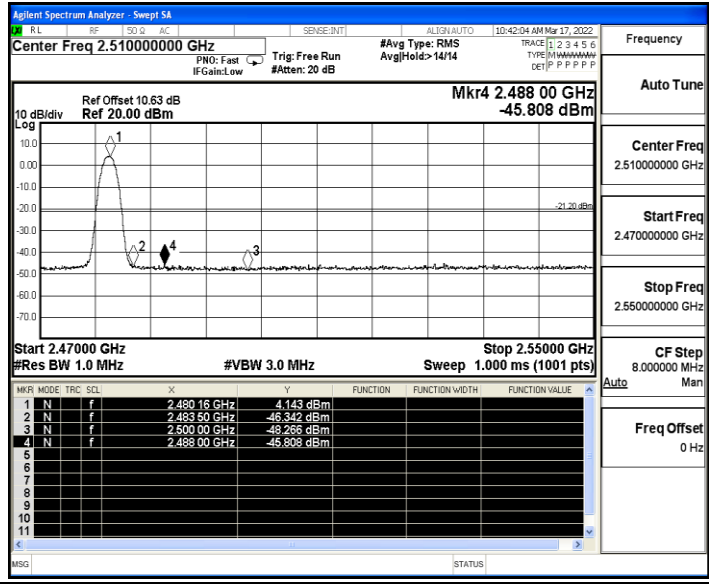 Agilent Spectrum Analyzer - Swept SA
LXI RL RF 50 Ω AC SENSE:INT ALIGNAUTO 10:42:04 AM Mar 17, 2022
Center Freq 2.510000000 GHz #Avg Type: RMS TRACE 1 2 3 4 5 6
PNO: Fast Trig: Free Run Avg|Hold:> 14/14 TYPE M WWWWW
IFGain:Low #Atten: 20 dB DET P P P P P P
Ref Offset 10.63 dB Mkr4 2.488 00 GHz
10 dB/div Ref 20.00 dBm -45.808 dBm
Log
10.0
1
0.00
-10.0
-20.0
-21.20 dBm
-30.0
-40.0
2 4 3
-50.0
-60.0
-70.0
Start 2.47000 GHz Stop 2.55000 GHz
#Res BW 1.0 MHz #VBW 3.0 MHz Sweep 1.000 ms (1001 pts)
MKR MODE TRC SCL X Y FUNCTION FUNCTION WIDTH FUNCTION VALUE
1 N f 2.480 16 GHz 4.143 dBm
2 N f 2.483 50 GHz -46.342 dBm
3 N f 2.500 00 GHz -48.266 dBm
4 N f 2.488 00 GHz -45.808 dBm
5
6
7
8
9
10
11
MSG STATUS
Frequency
Auto Tune
Center Freq
2.510000000 GHz
Start Freq
2.470000000 GHz
Stop Freq
2.550000000 GHz
CF Step
8.000000 MHz
Auto Man
Freq Offset
0 Hz